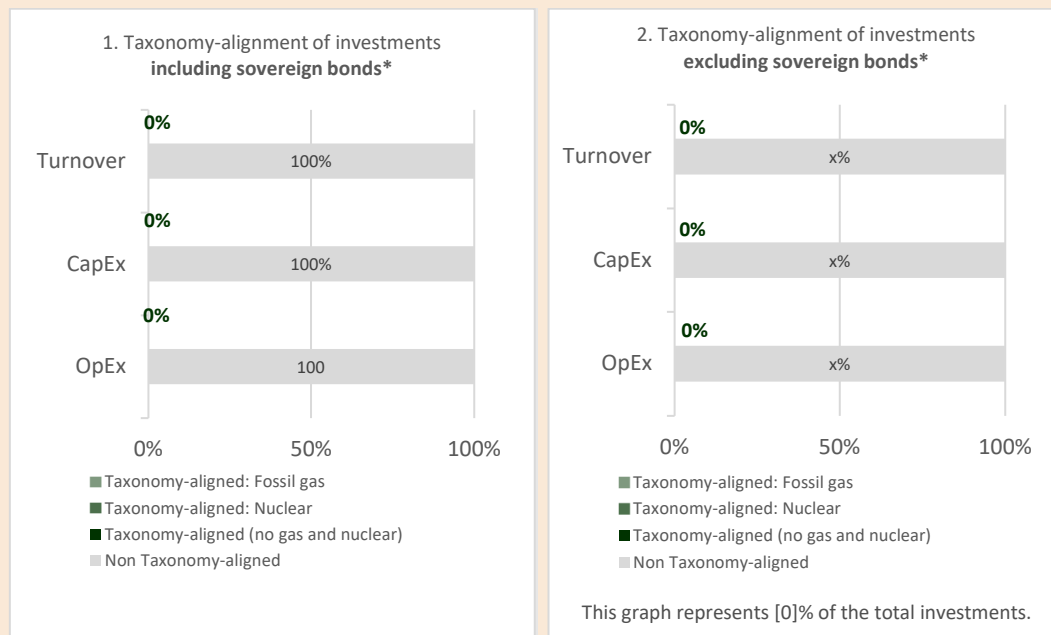 1. Taxonomy-alignment of investments
including sovereign bonds*
0%
Turnover
100%
0%
CapEx
100%
0%
OpEx
100
0% 50% 100%
Taxonomy-aligned: Fossil gas
Taxonomy-aligned: Nuclear
Taxonomy-aligned (no gas and nuclear)
Non Taxonomy-aligned
2. Taxonomy-alignment of investments
excluding sovereign bonds*
0%
Turnover
x%
0%
CapEx
x%
0%
OpEx
x%
0% 50% 100%
Taxonomy-aligned: Fossil gas
Taxonomy-aligned: Nuclear
Taxonomy-aligned (no gas and nuclear)
Non Taxonomy-aligned
This graph represents [0]% of the total investments.